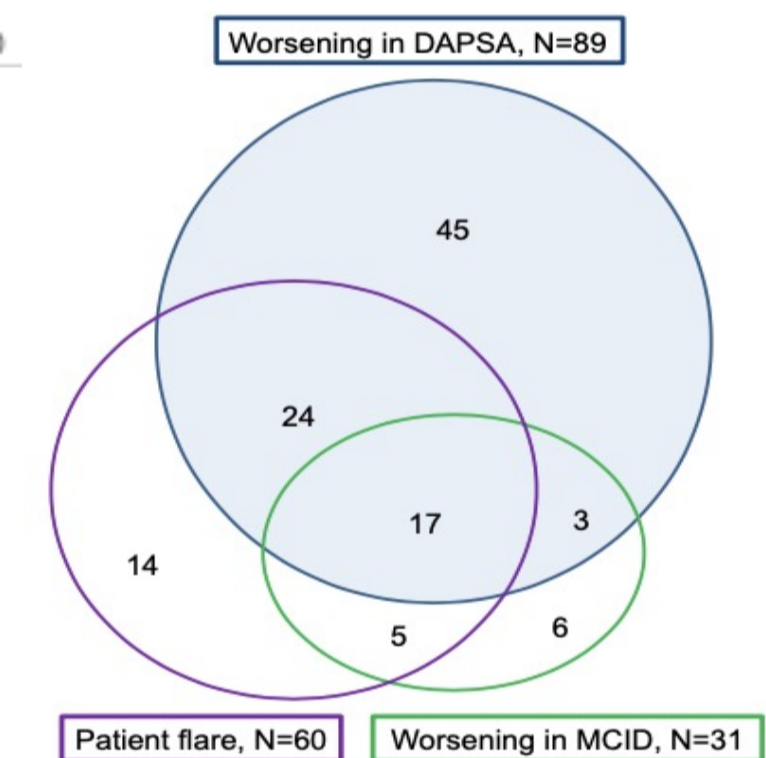 Worsening in DAPSA, N=89
45
24
17
3
14
5
6
Patient flare, N=60
Worsening in MCID, N=31